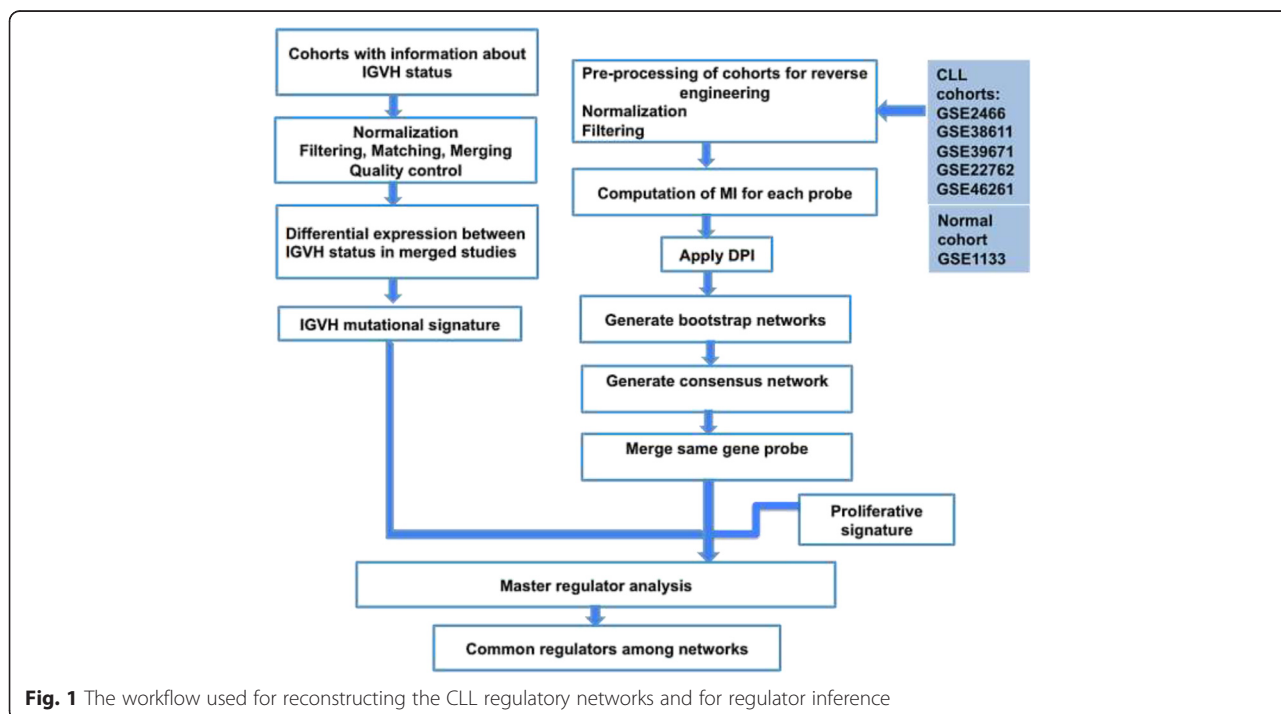 Cohorts with information about
IGVH status
Normalization
Filtering, Matching, Merging
Quality control
Differential expression between
IGVH status in merged studies
IGVH mutational signature
Pre-processing of cohorts for reverse
engineering
Normalization
Filtering
Computation of MI for each probe
Apply DPI
Generate bootstrap networks
Generate consensus network
Merge same gene probe
CLL
cohorts:
GSE2466
GSE38611
GSE39671
GSE22762
GSE46261
Normal
cohort
GSE1133
Proliferative
signature
Master regulator analysis
Common regulators among networks
Fig. 1 The workflow used for reconstructing the CLL regulatory networks and for regulator inference